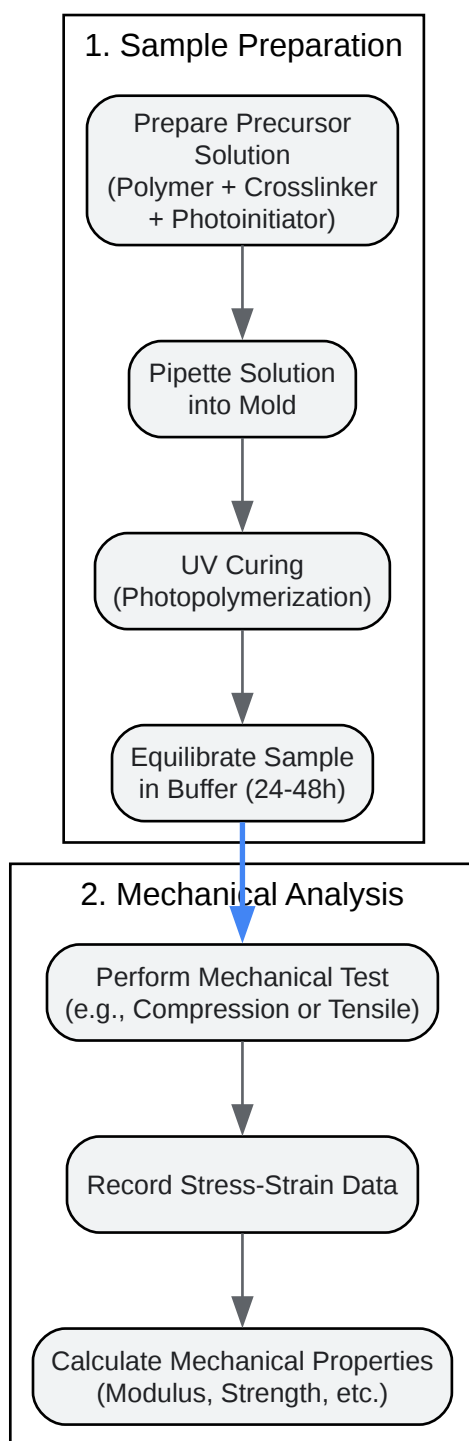 1. Sample Preparation
Prepare Precursor
Solution
(Polymer + Crosslinker
+ Photoinitiator)
Pipette Solution
into Mold
UV Curing
(Photopolymerization)
Equilibrate Sample
in Buffer (24-48h)
2. Mechanical Analysis
Perform Mechanical Test
(e.g., Compression or Tensile)
Record Stress-Strain Data
Calculate Mechanical Properties
(Modulus, Strength, etc.)